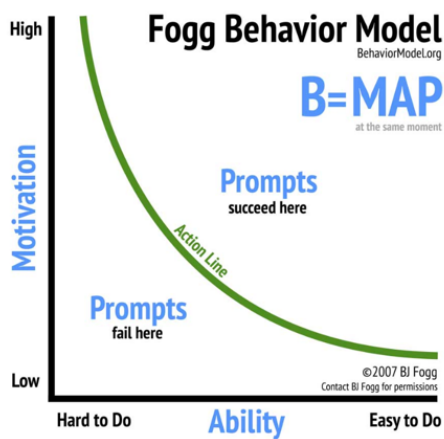 High
Fogg Behavior Model
BehaviorModel.org
B=MAP
at the same moment
Motivation
Prompts
succeed here
Action Line
Prompts
fail here
Low
©2007 BJ Fogg
Contact BJ Fogg for permissions
Hard to Do
Ability
Easy to Do